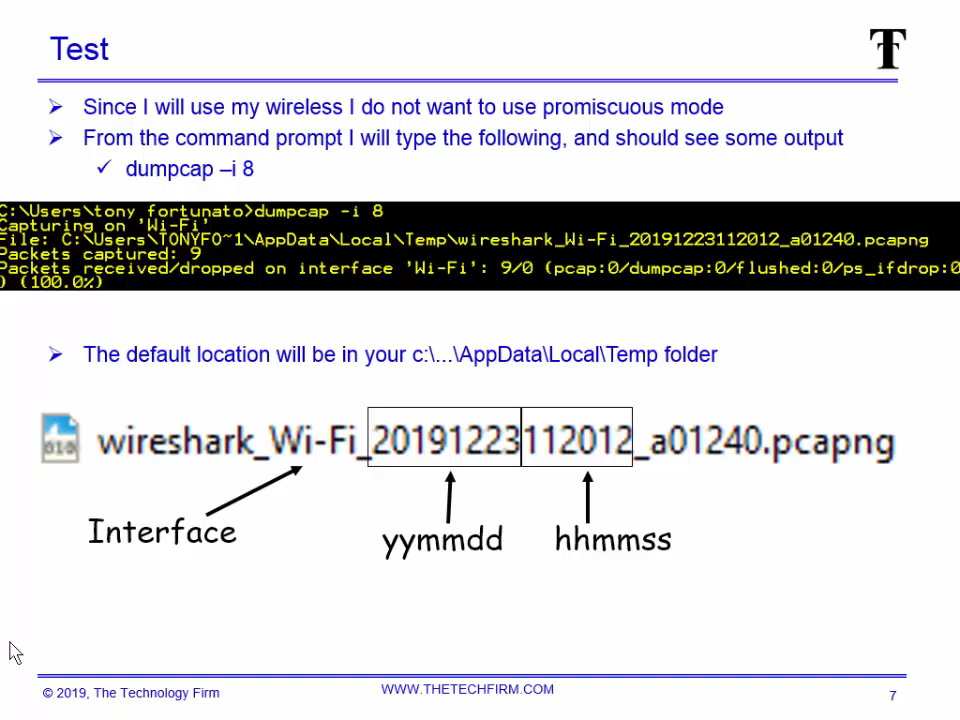 Test
Since I will use my wireless I do not want to use promiscuous mode
From the command prompt I will type the following, and should see some output
dumpcap –i 8
C:\Users\tony fortunato>dumpcap -i 8
Capturing on 'Wi-Fi'
File: C:\Users\TONYFO~1\AppData\Local\Temp\wireshark_Wi-Fi_20191223112012_a01240.pcapng
Packets captured: 9
Packets received/dropped on interface 'Wi-Fi': 9/0 (pcap:0/dumpcap:0/flushed:0/ps_ifdrop:0
) (100.0%)
The default location will be in your c:\...\AppData\Local\Temp folder
010
wireshark_Wi-Fi_20191223112012_a01240.pcapng
Interface
yymmdd
hhmmss
© 2019, The Technology Firm
WWW.THETECHFIRM.COM
7